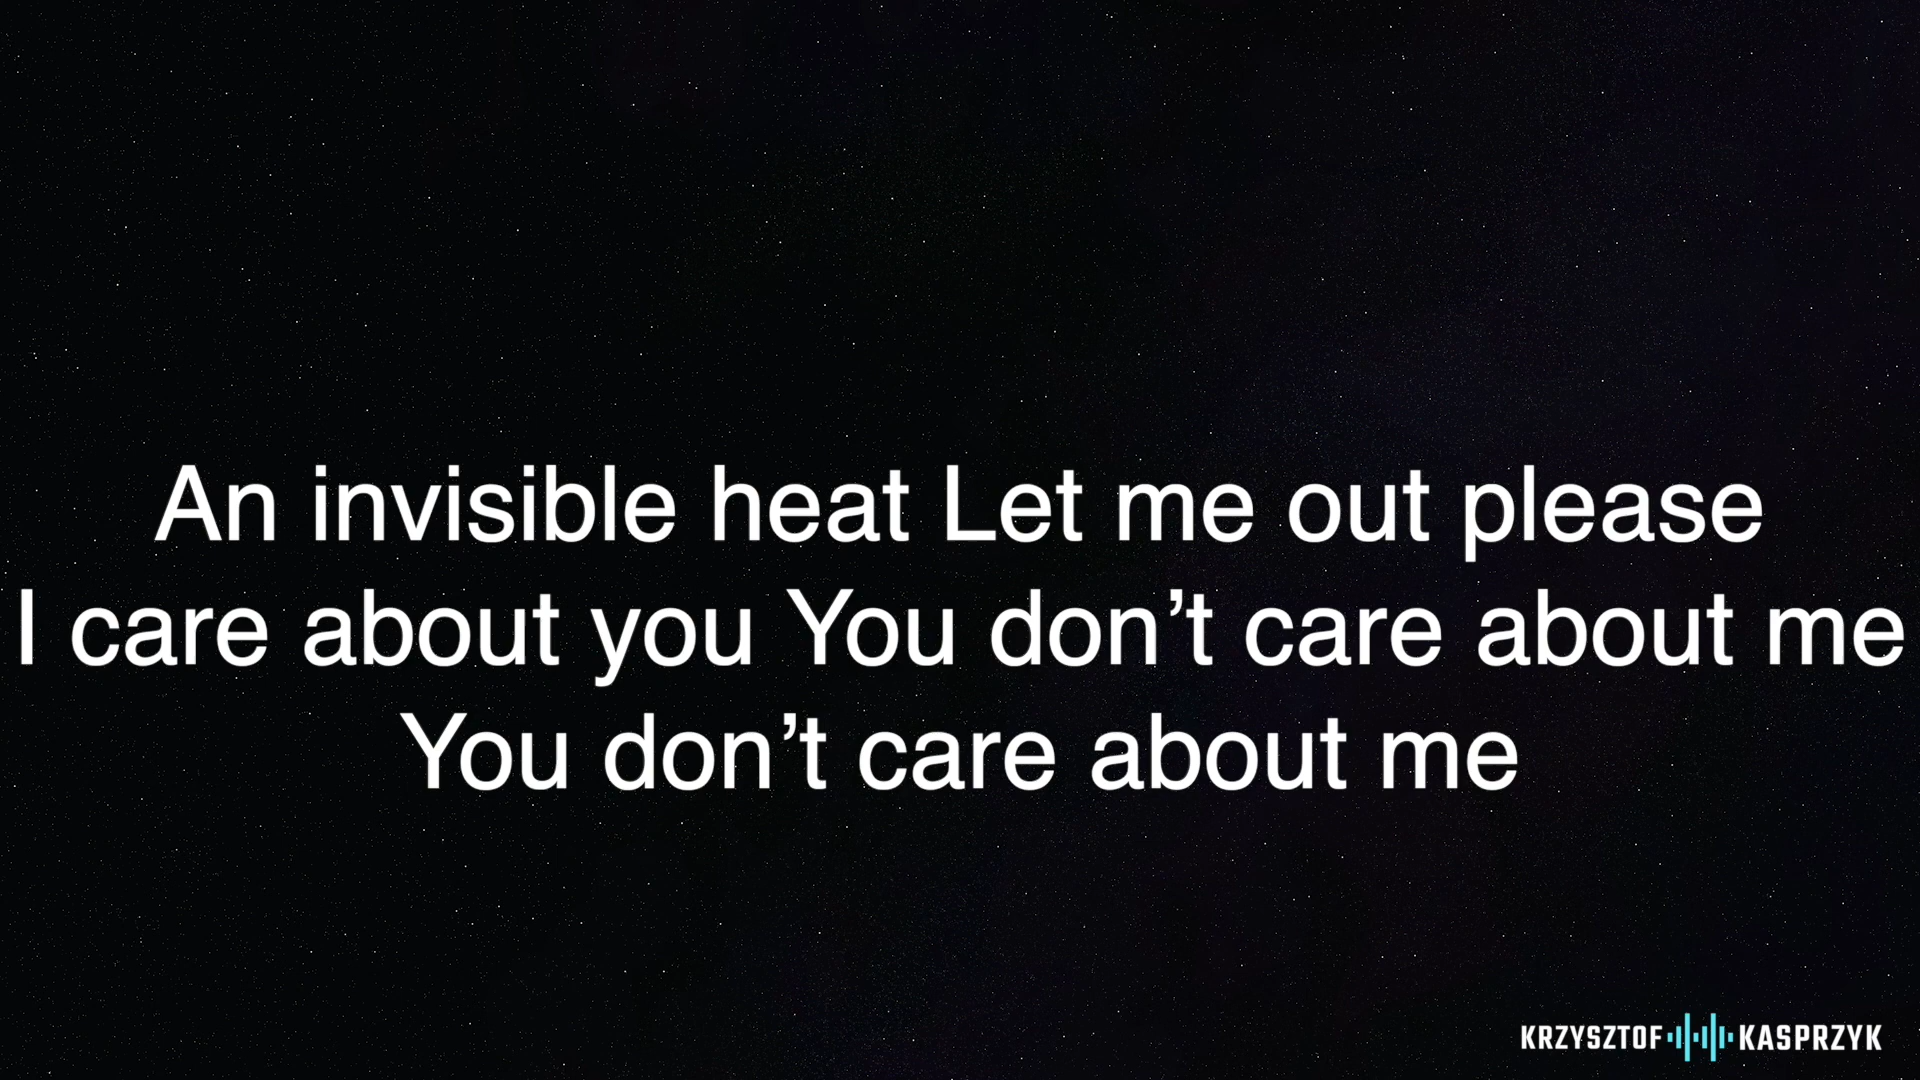 An invisible heat Let me out please
I care about you You don’t care about me
You don’t care about me
KRZYSZTOF KASPRZYK